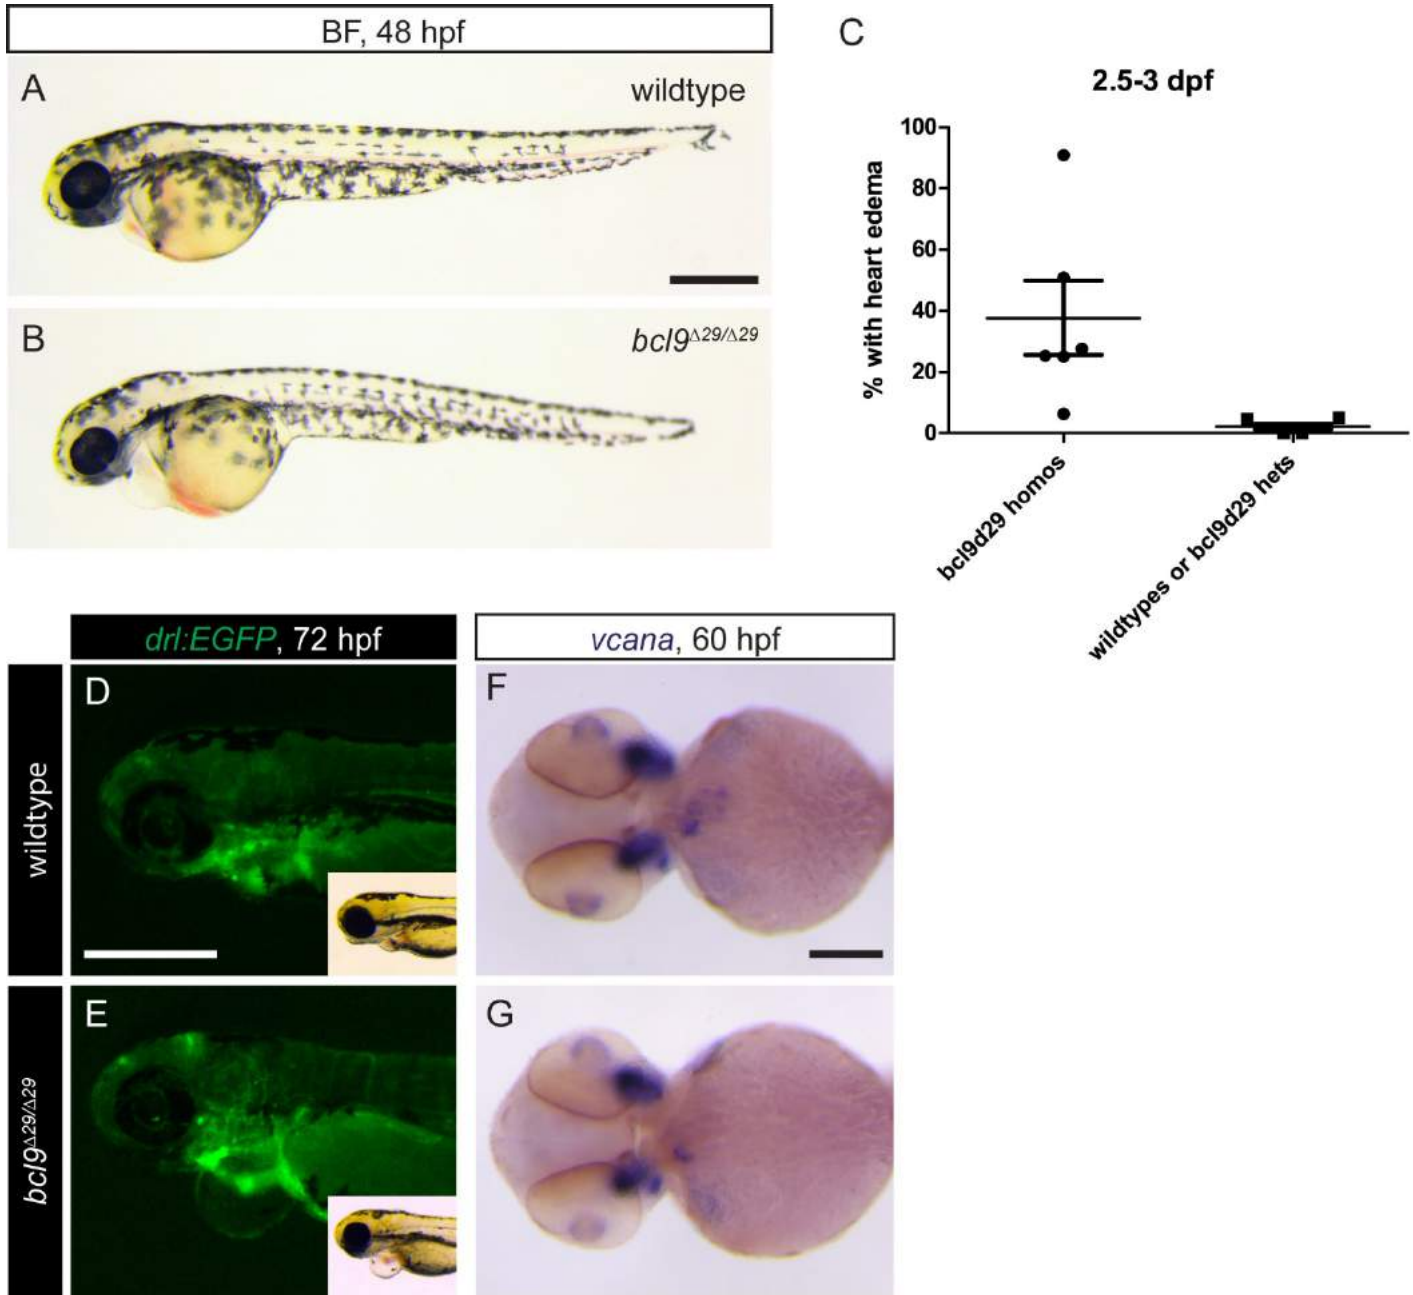 BF, 48 hpf
A
wildtype
B
bcl9Δ29/Δ29
C
2.5-3 dpf
% with heart edema
100
80
60
40
20
0
bcl9d29 homos
wildtypes or bcl9d29 hets
drl:EGFP, 72 hpf
vcana, 60 hpf
wildtype
D
F
bcl9Δ29/Δ29
E
G